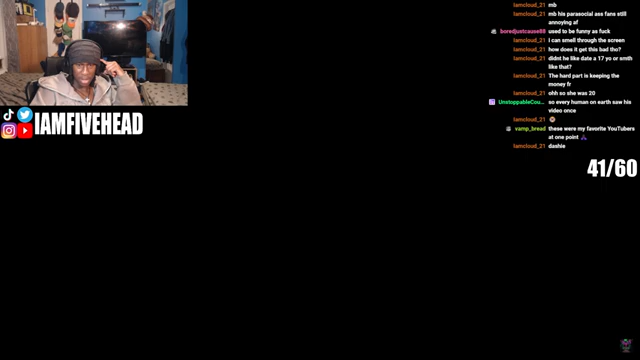 Iamcloud_21 mb
Iamcloud_21 mb his parasocial ass fans still
annoying af
boredjustcause88 used to be funny as fuck
Iamcloud_21 I can smell through the screen
Iamcloud_21 how does it get this bad tho?
Iamcloud_21 didnt he like date a 17 yo or smth
like that?
Iamcloud_21 The hard part is keeping the
money fr
Iamcloud_21 ohh so she was 20
UnstoppableCou... so every human on earth saw his
video once
Iamcloud_21
vamp_bread these were my favorite YouTubers
at one point
Iamcloud_21 dashie
IAMFIVEHEAD
41/60